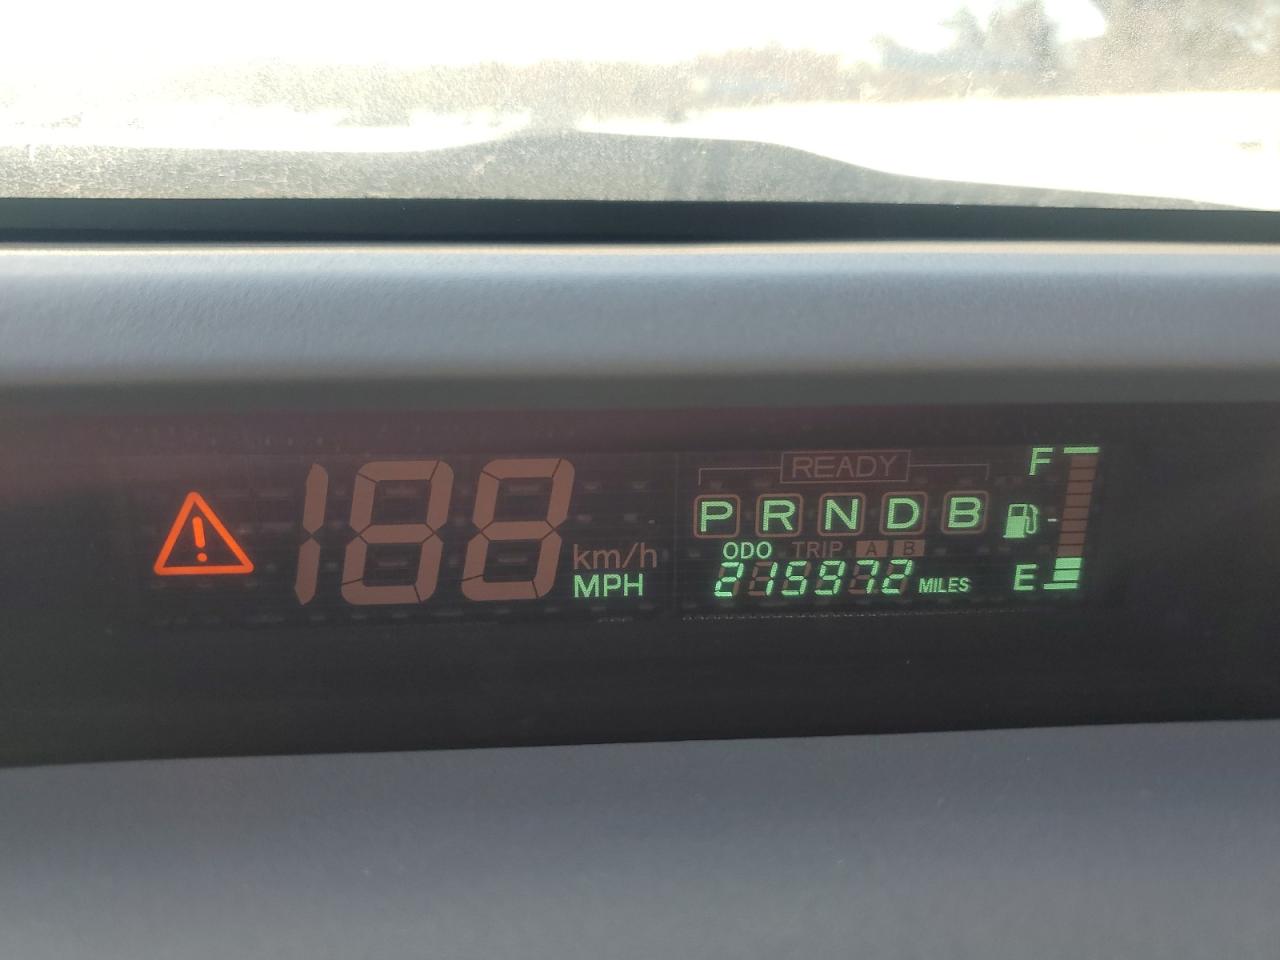 READY
F
188
P R N D B
km/h
ODO TRIP A B
MPH
215972 MILES
E